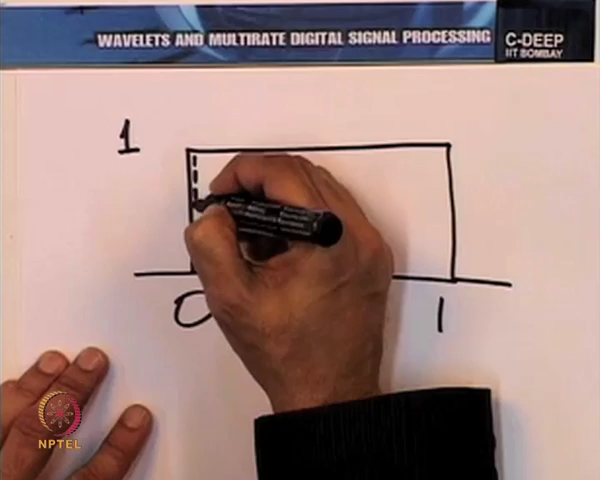 WAVELETS AND MULTIRATE DIGITAL SIGNAL PROCESSING
C-DEEP
IIT BOMBAY
1
0
1
NPTEL